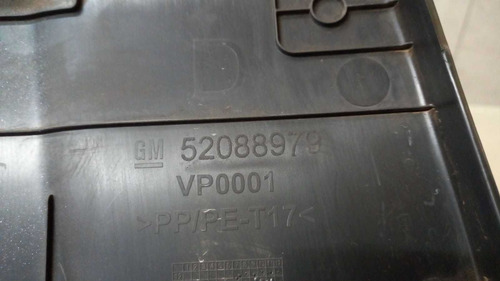 D
GM 52088979
VP0001
>PP/PE-T17<